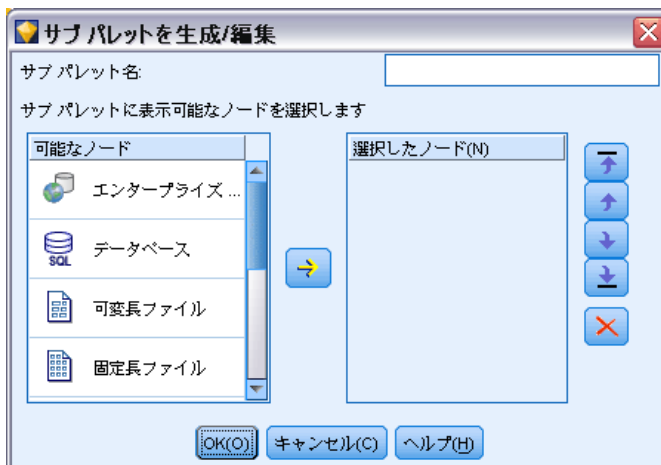 サブ パレットを生成/編集
サブ パレット名:
サブ パレットに表示可能なノードを選択します
可能なノード
選択したノード(N)
エンタープライズ ...
SQL
データベース
可変長ファイル
固定長ファイル
OK(O)
キャンセル(C)
ヘルプ(H)